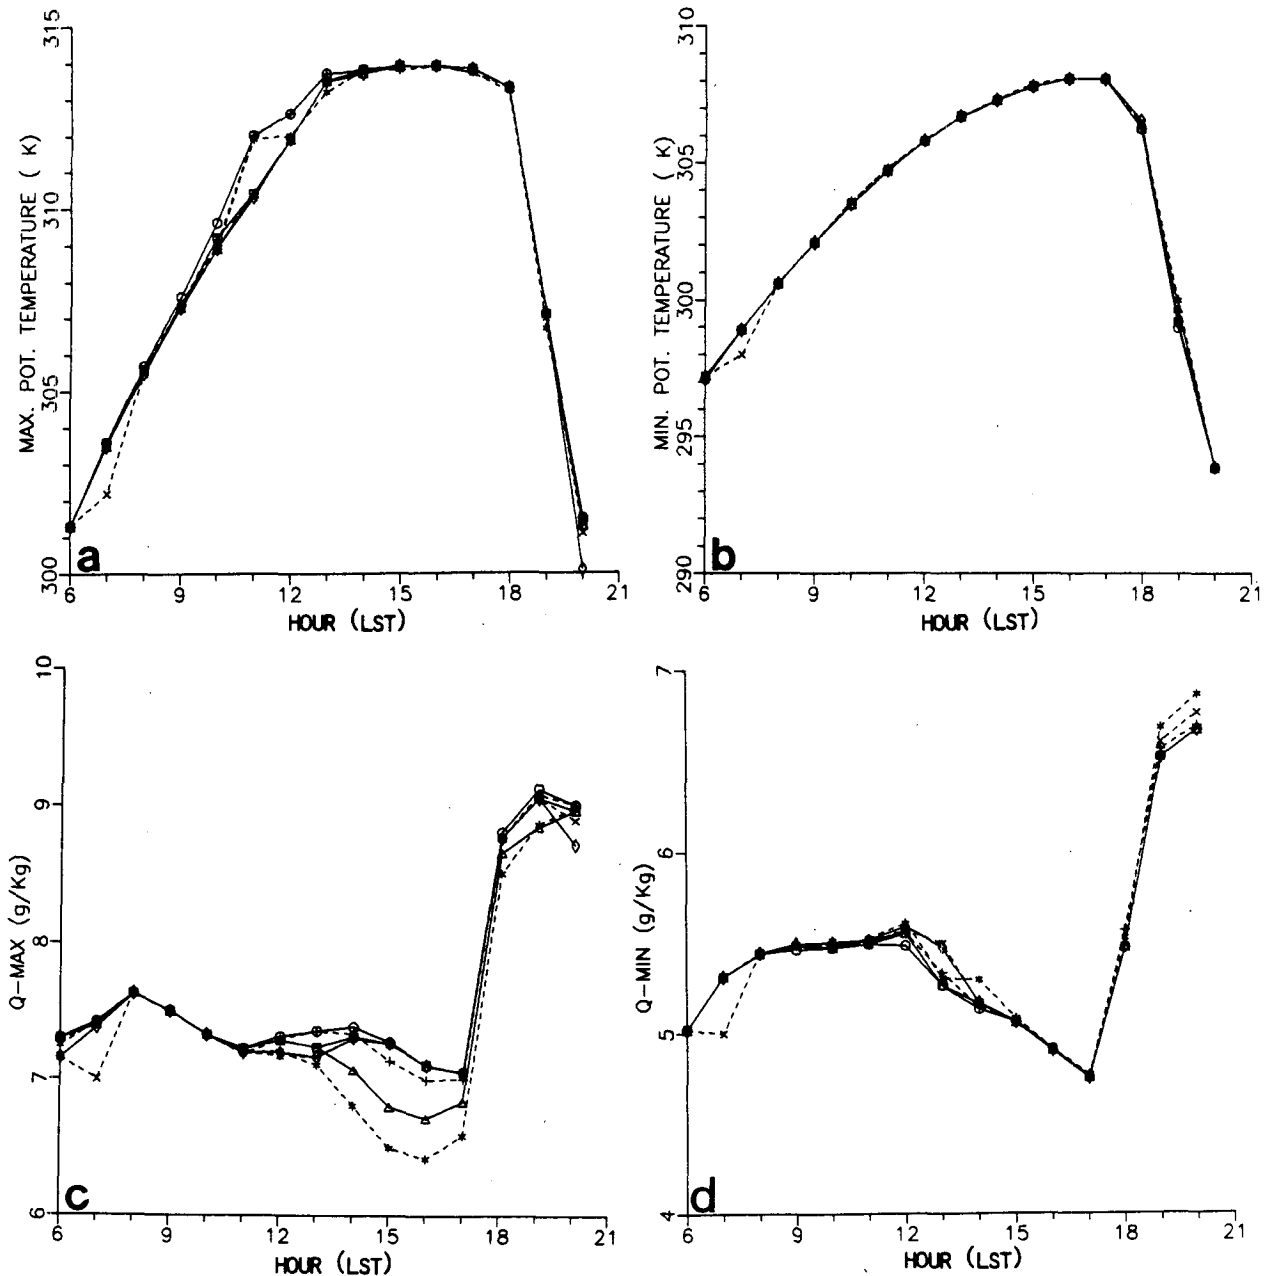 315
310
305
300
MAX. POT. TEMPERATURE ( K)
a
6 9 12 15 18 21
HOUR (LST)
310
305
300
295
290
MIN. POT. TEMPERATURE ( K)
b
6 9 12 15 18 21
HOUR (LST)
10
9
8
7
6
Q-MAX (g/Kg)
c
6 9 12 15 18 21
HOUR (LST)
7
6
5
4
Q-MIN (g/Kg)
d
6 9 12 15 18 21
HOUR (LST)